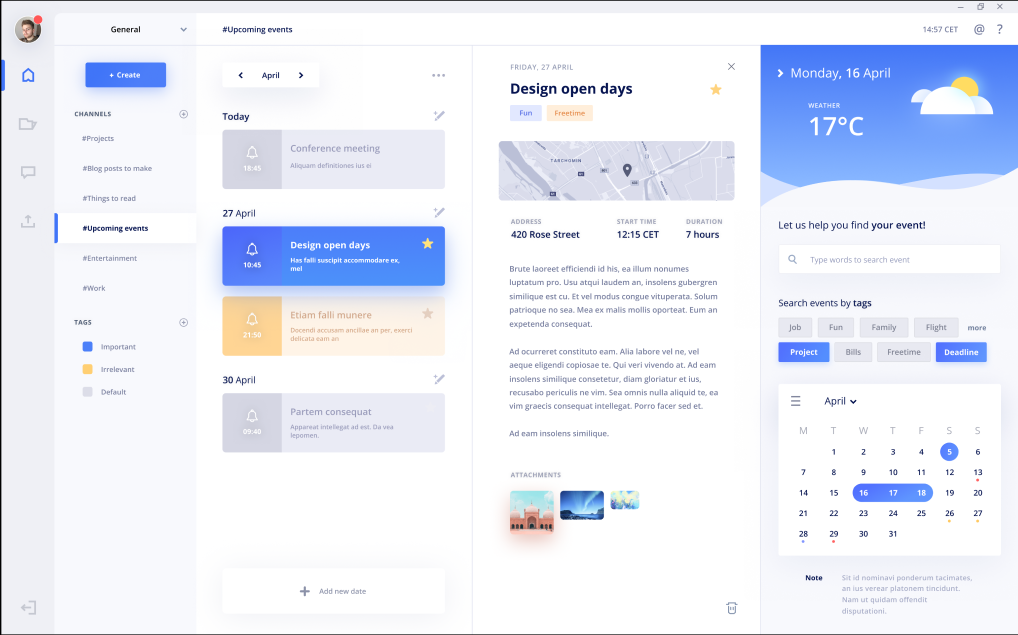 General
#Upcoming events
14:57 CET
@
?
+ Create
CHANNELS
#Projects
#Blog posts to make
#Things to read
#Upcoming events
#Entertainment
#Work
TAGS
Important
Irrelevant
Default
April
Today
18:45
Conference meeting
Aliquam definitiones ius ei
27 April
10:45
Design open days
Has falli suscipit accommodare ex,
mel
21:50
Etiam falli munere
Docendi accusam ancillae an per, exerci
delicata eam an
30 April
09:40
Partem consequat
Appareat intellegat ad est. Da vea
lepomen.
+ Add new date
FRIDAY, 27 APRIL
Design open days
Fun
Freetime
TARCHOMIN
ADDRESS
START TIME
DURATION
420 Rose Street
12:15 CET
7 hours
Brute laoreet efficiendi id his, ea illum nonumes
luptatum pro. Usu atqui laudem an, insolens gubergren
similique est cu. Et vel modus congue vituperata. Solum
patrioque no sea. Mea ex malis mollis oporteat. Eum an
expetenda consequat.
Ad ocurreret constituto eam. Alia labore vel ne, vel
aeque eligendi copiosae te. Qui veri vivendo at. Ad eam
insolens similique consetetur, diam gloriatur et ius,
recusabo periculis ne vim. Sea omnis nulla aliquid te, ea
vim graecis consequat intellegat. Porro facer sed et.
Ad eam insolens similique.
ATTACHMENTS
Monday, 16 April
WEATHER
17°C
Let us help you find your event!
Type words to search event
Search events by tags
Job
Fun
Family
Flight
more
Project
Bills
Freetime
Deadline
April
M T W T F S S
1 2 3 4 5 6
7 8 9 10 11 12 13
14 15 16 17 18 19 20
21 22 23 24 25 26 27
28 29 30 31
Note
Sit id nominavi ponderum tacimates,
an ius verear platonem tincidunt.
Nam ut quidam offendit
disputationi.